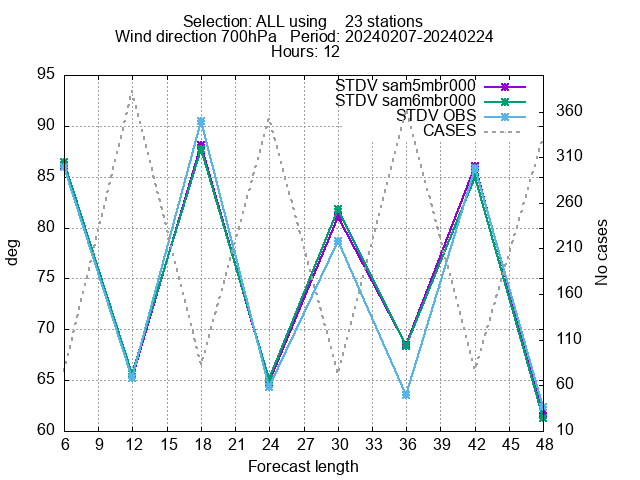 Selection: ALL using    23 stations
Wind direction 700hPa   Period: 20240207-20240224
Hours: 12
STDV sam5mbr000
STDV sam6mbr000
STDV OBS
CASES
95
90
85
80
75
70
65
60
deg
360
310
260
210
160
110
60
10
No cases
6 9 12 15 18 21 24 27 30 33 36 39 42 45 48
Forecast length